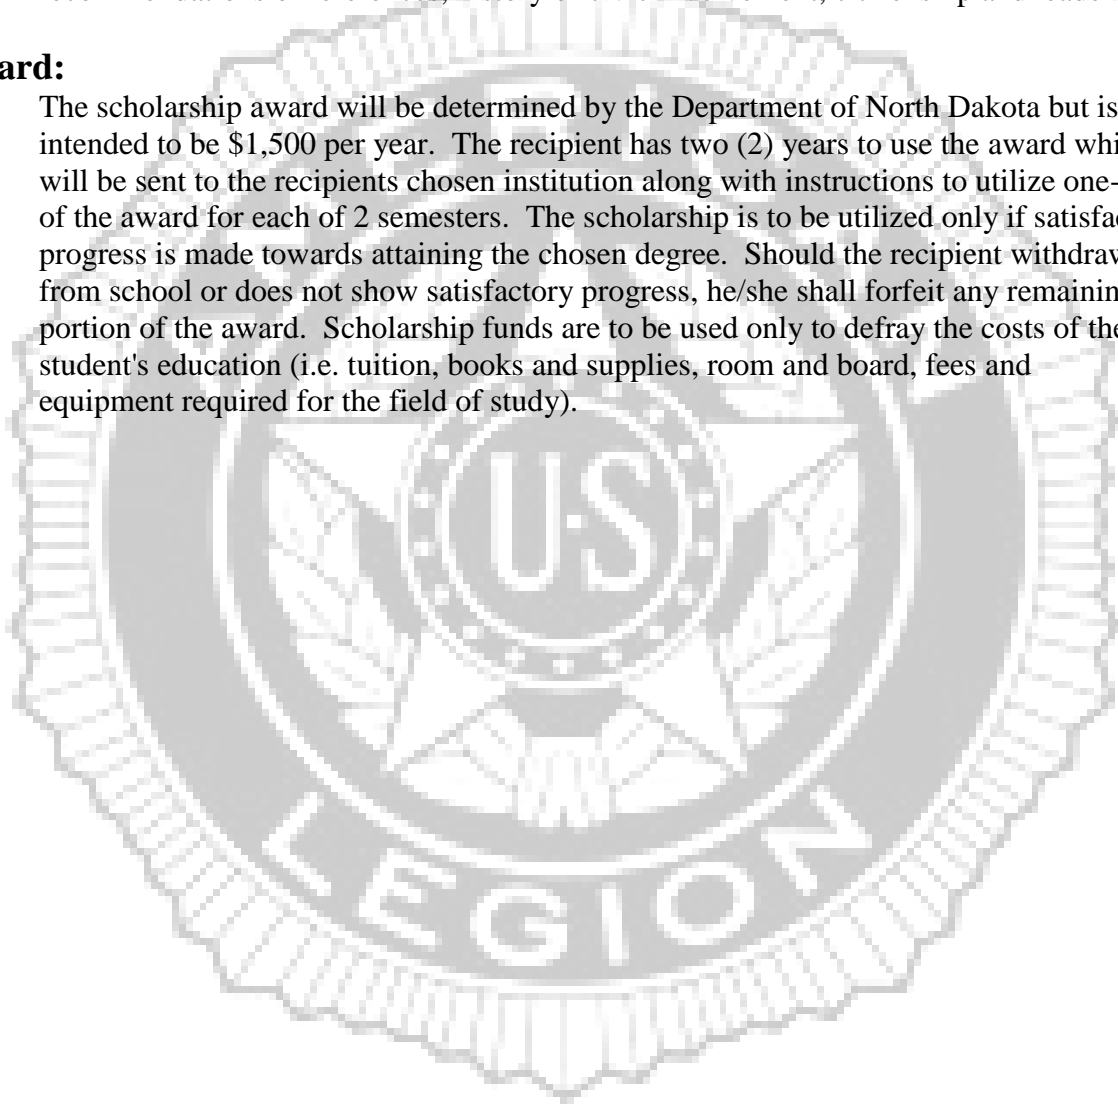 ard:
The scholarship award will be determined by the Department of North Dakota but is
intended to be $1,500 per year.  The recipient has two (2) years to use the award whi
will be sent to the recipients chosen institution along with instructions to utilize one-
of the award for each of 2 semesters.  The scholarship is to be utilized only if satisfac
progress is made towards attaining the chosen degree.  Should the recipient withdraw
from school or does not show satisfactory progress, he/she shall forfeit any remainin
portion of the award.  Scholarship funds are to be used only to defray the costs of the
student's education (i.e. tuition, books and supplies, room and board, fees and
equipment required for the field of study).
US
LEGION